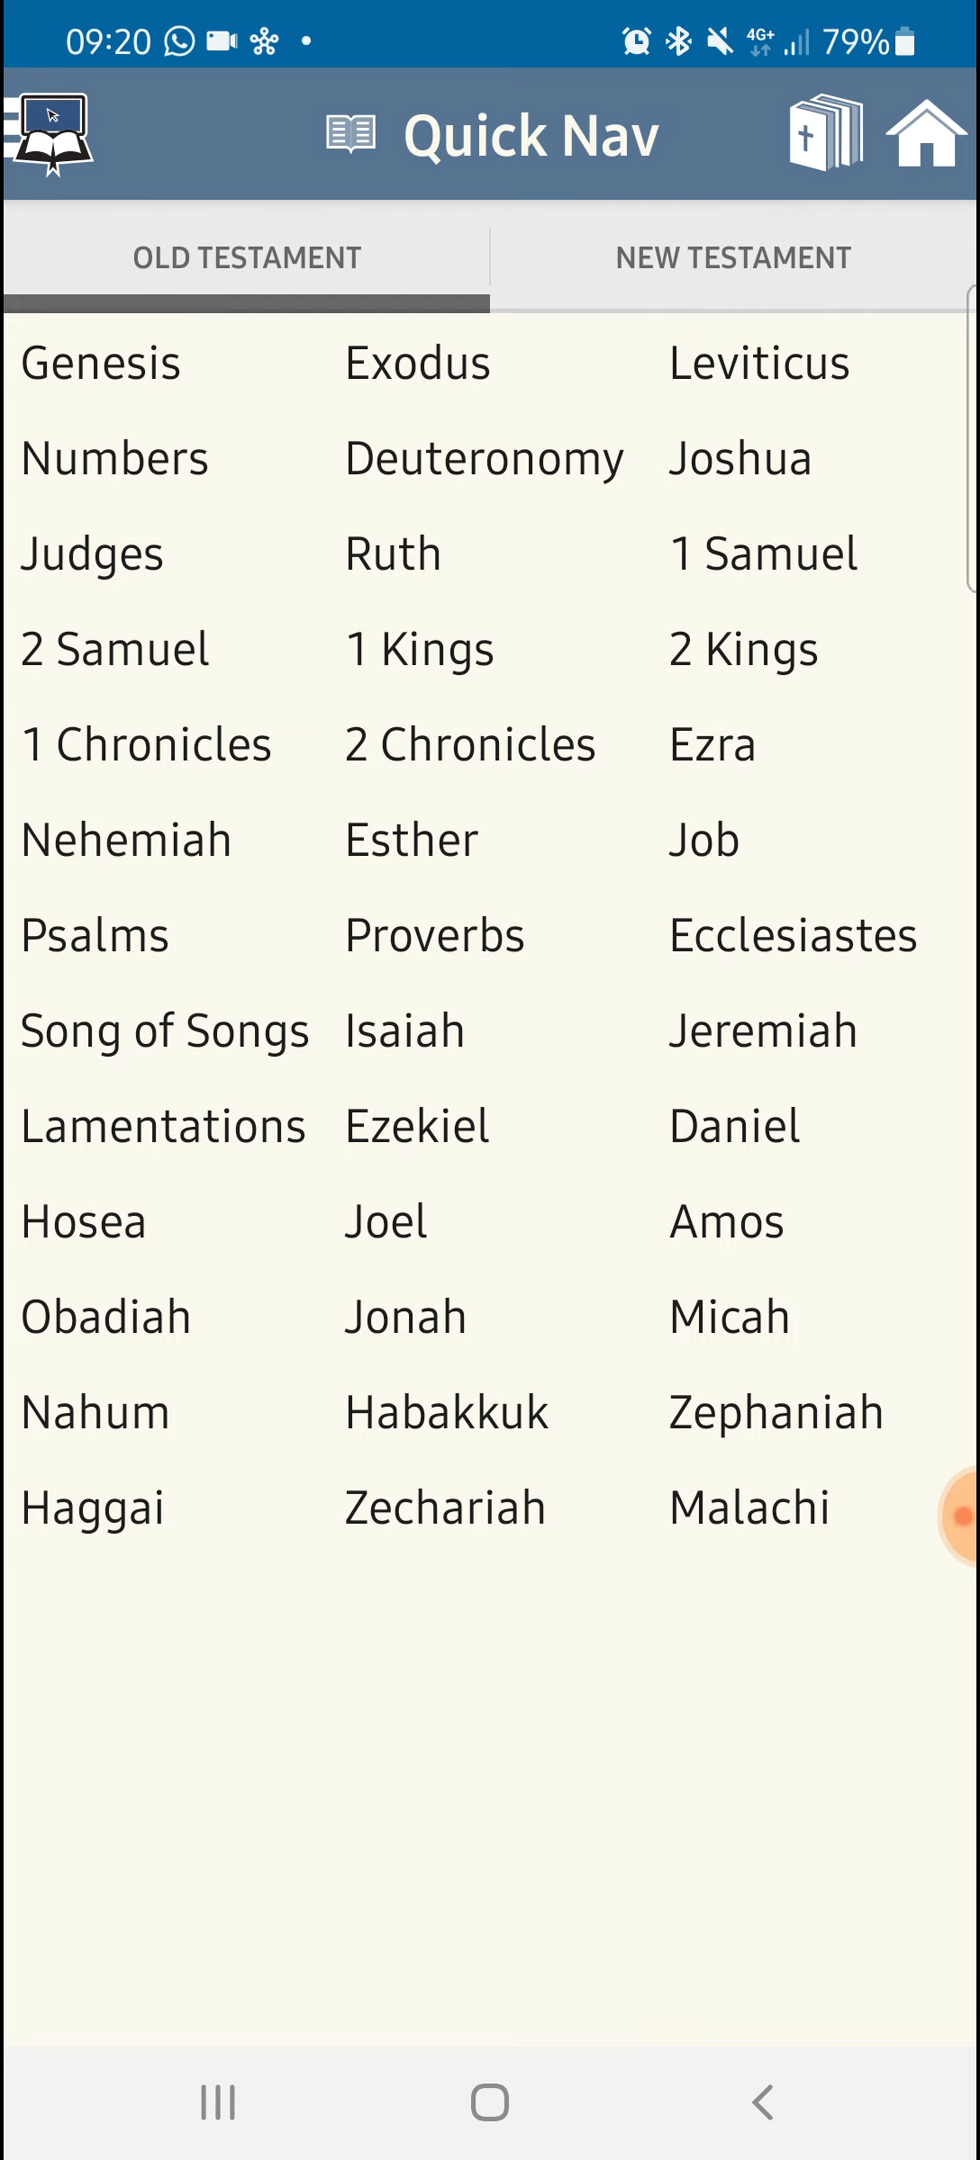 09:20 4G+ 79%
Quick Nav
OLD TESTAMENT NEW TESTAMENT
Genesis Exodus Leviticus
Numbers Deuteronomy Joshua
Judges Ruth 1 Samuel
2 Samuel 1 Kings 2 Kings
1 Chronicles 2 Chronicles Ezra
Nehemiah Esther Job
Psalms Proverbs Ecclesiastes
Song of Songs Isaiah Jeremiah
Lamentations Ezekiel Daniel
Hosea Joel Amos
Obadiah Jonah Micah
Nahum Habakkuk Zephaniah
Haggai Zechariah Malachi